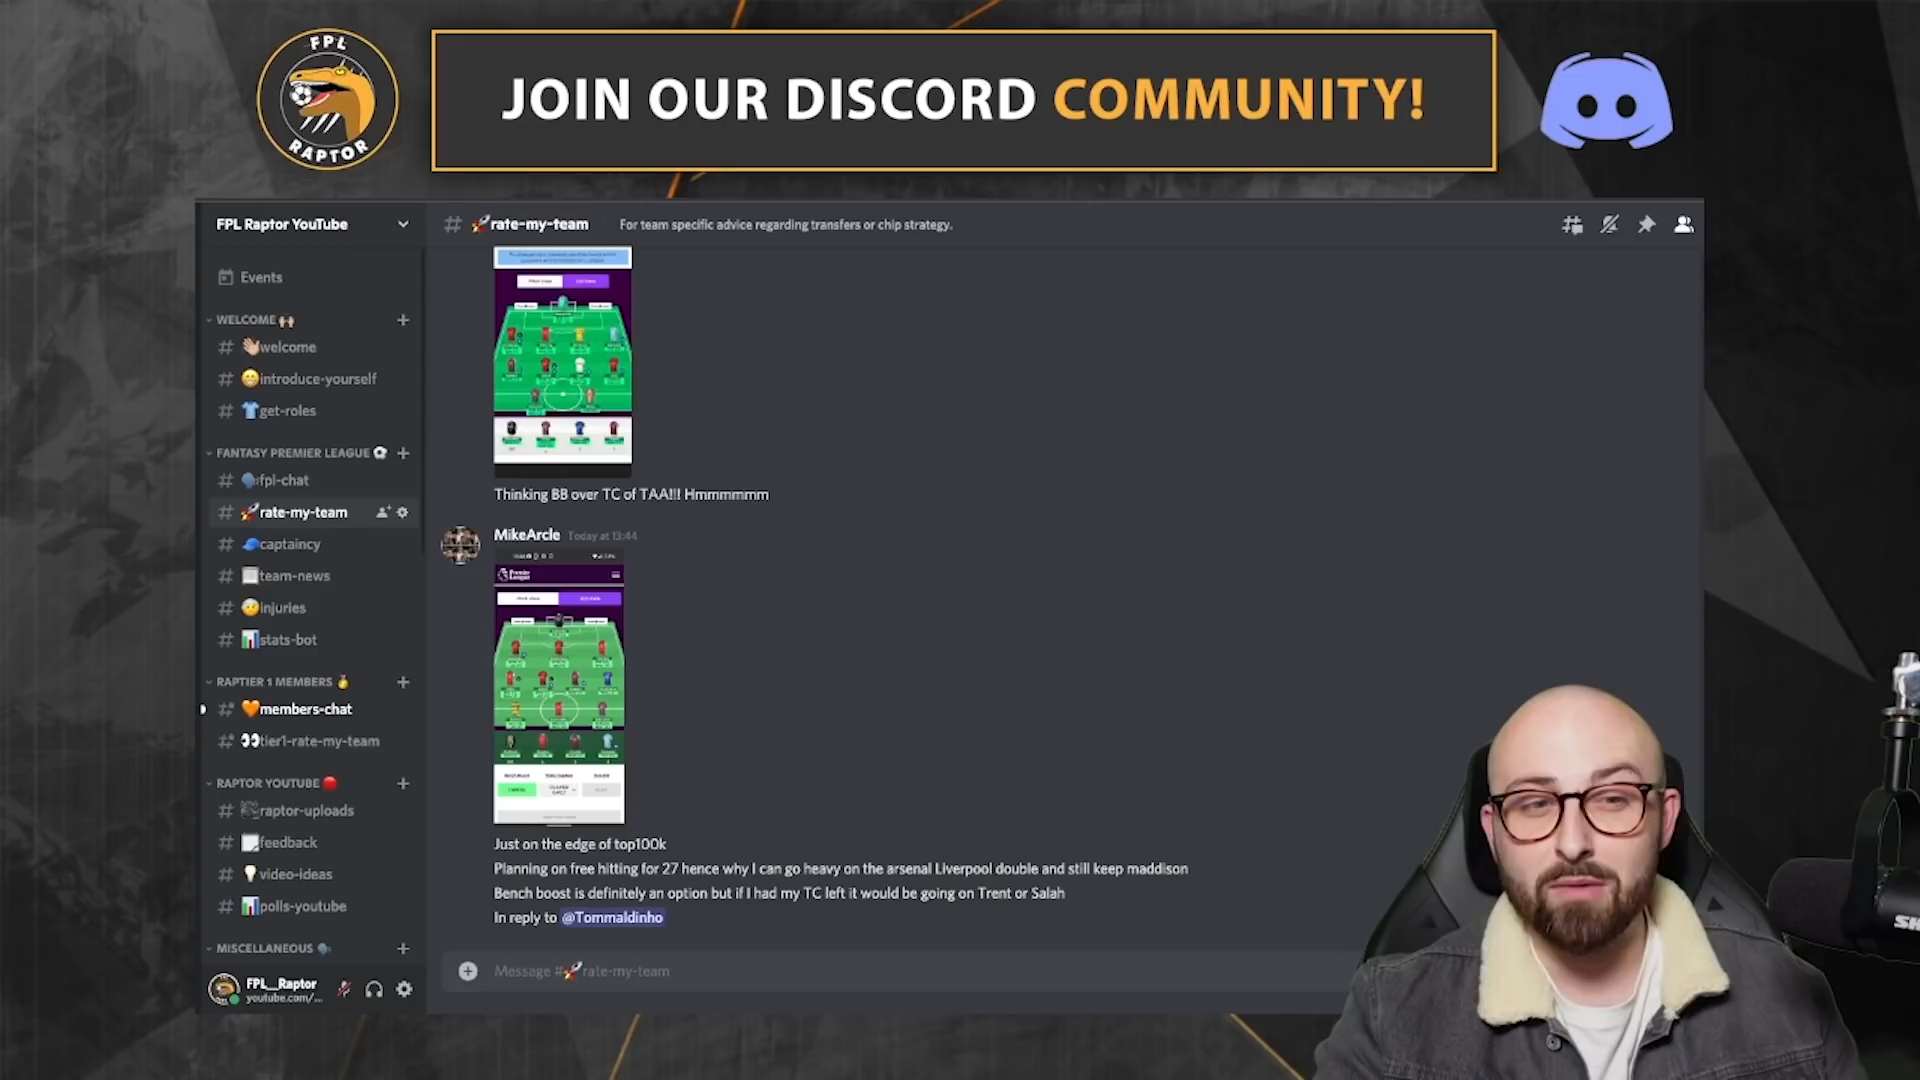 FPL
RAPTOR
JOIN OUR DISCORD COMMUNITY!
FPL Raptor YouTube
rate-my-team
For team specific advice regarding transfers or chip strategy.
Events
WELCOME
welcome
introduce-yourself
get-roles
FANTASY PREMIER LEAGUE
fpl-chat
rate-my-team
captaincy
team-news
injuries
stats-bot
RAPTIER 1 MEMBERS
members-chat
tier1-rate-my-team
RAPTOR YOUTUBE
raptor-uploads
feedback
video-ideas
polls-youtube
MISCELLANEOUS
FPL__Raptor
youtube.com/...
Thinking BB over TC of TAA!!! Hmmmmmm
MikeArcle Today at 13:44
Premier
League
Just on the edge of top100k
Planning on free hitting for 27 hence why I can go heavy on the arsenal Liverpool double and still keep maddison
Bench boost is definitely an option but if I had my TC left it would be going on Trent or Salah
In reply to @Tommaldinho
Message #rate-my-team